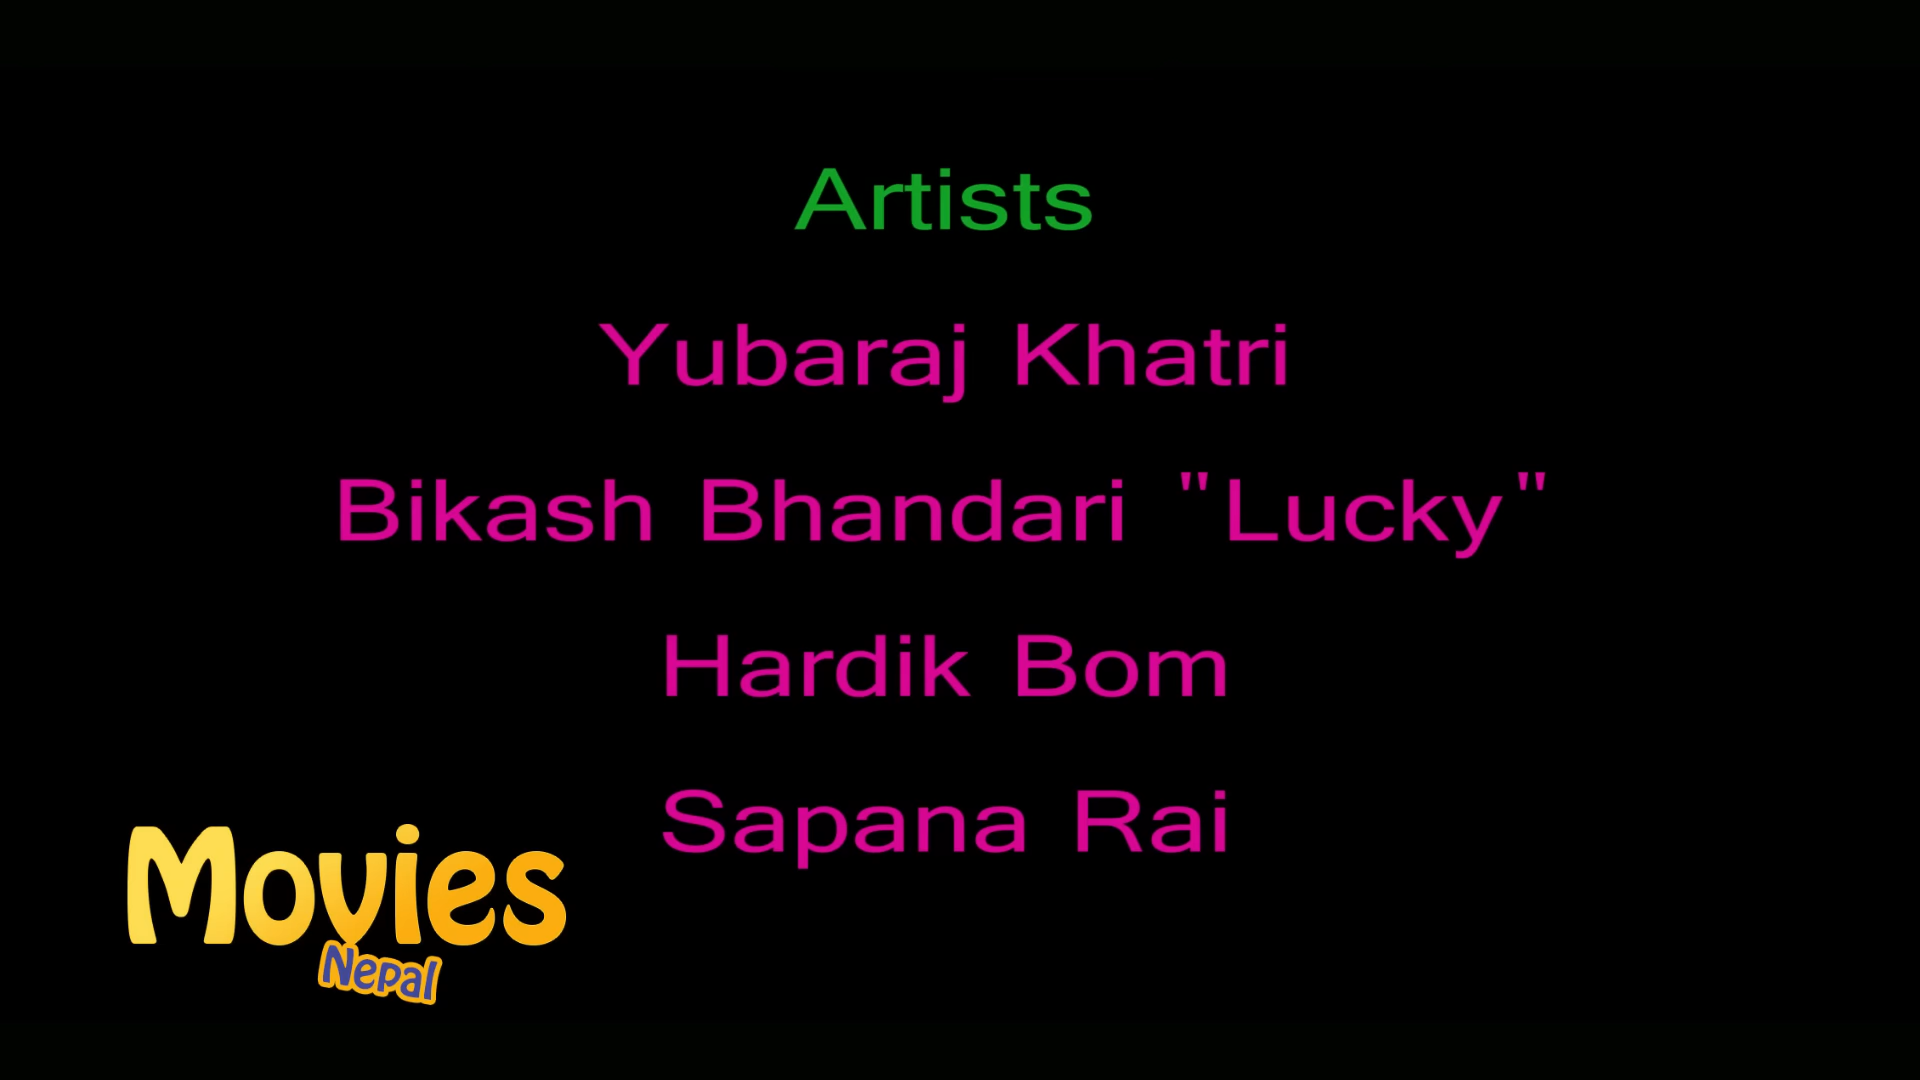 Artists
Yubaraj Khatri
Bikash Bhandari "Lucky"
Hardik Bom
Sapana Rai
Movies
Nepal